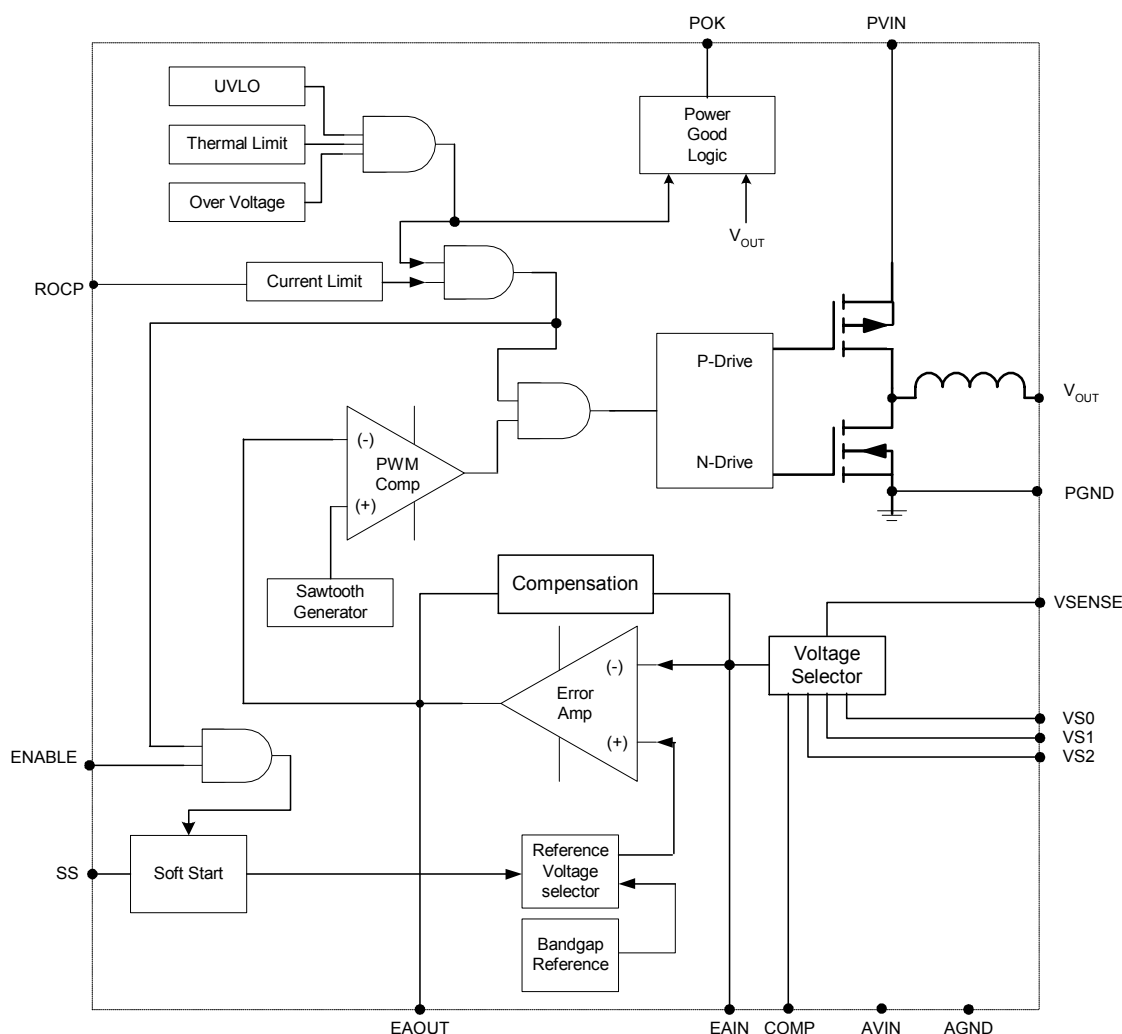 POK
PVIN
UVLO
Thermal Limit
Over Voltage
Power
Good
Logic
VOUT
ROCP
Current Limit
P-Drive
N-Drive
VOUT
PGND
(-)
PWM
Comp
(+)
Sawtooth
Generator
Compensation
VSENSE
Voltage
Selector
(-)
Error
Amp
(+)
VS0
VS1
VS2
ENABLE
SS
Soft Start
Reference
Voltage
selector
Bandgap
Reference
EAOUT
EAIN
COMP
AVIN
AGND